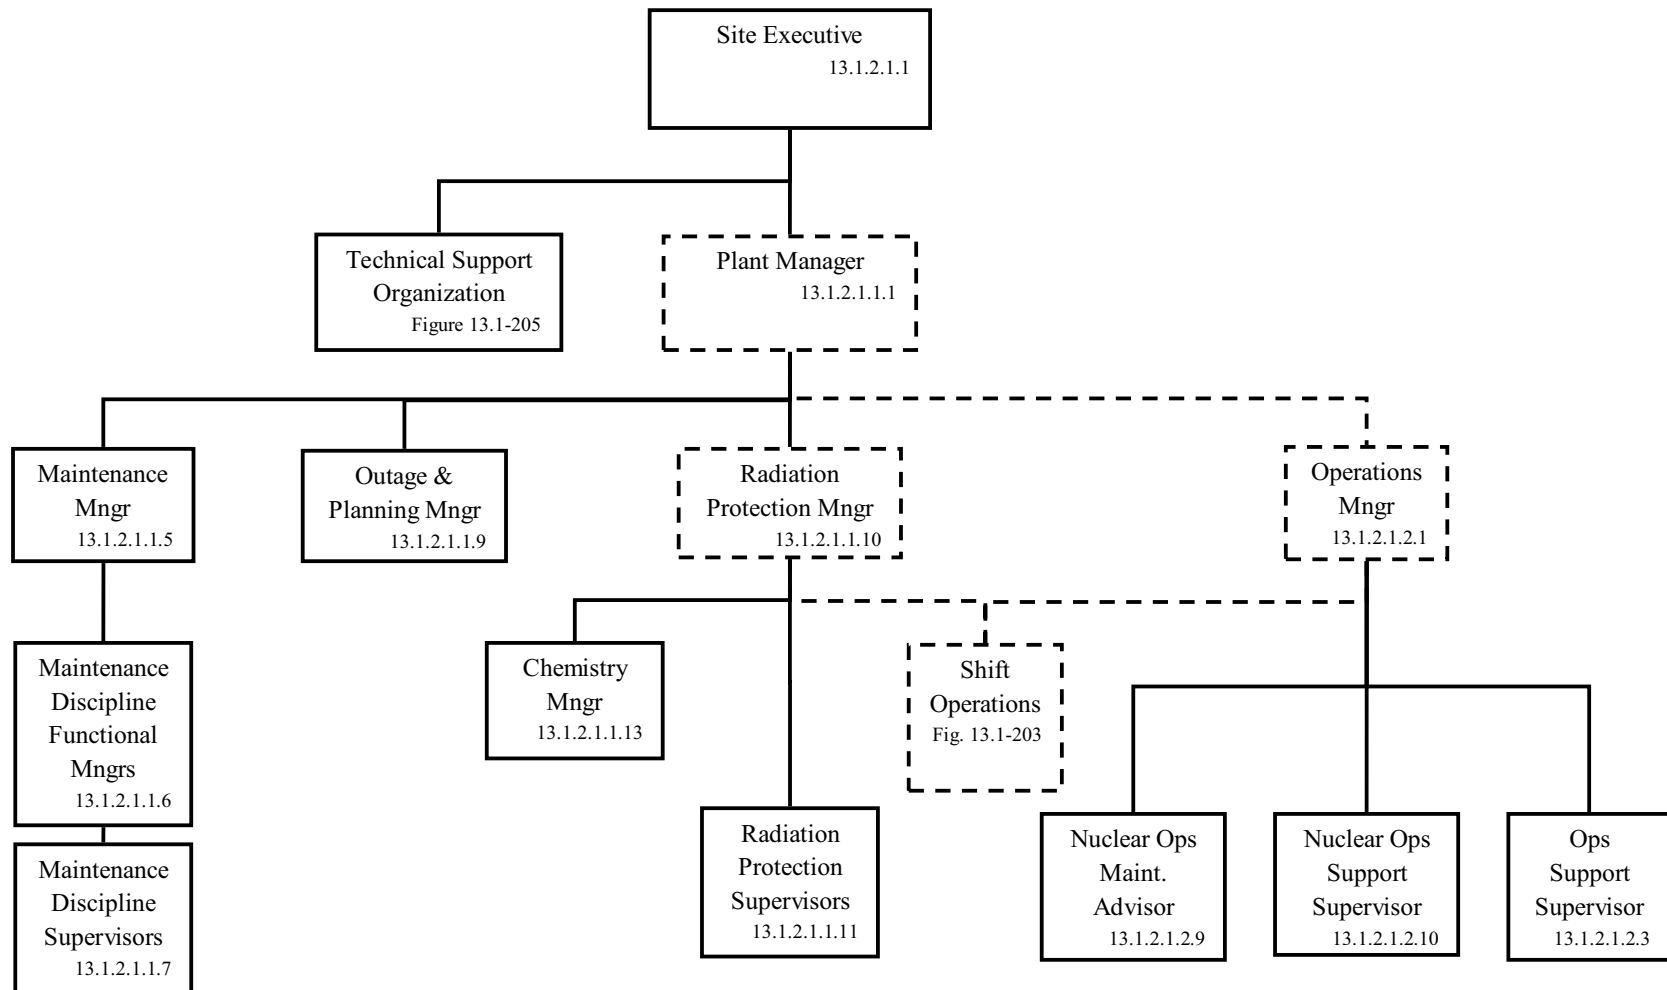 Site Executive
13.1.2.1.1
Technical Support
Organization
Figure 13.1-205
Plant Manager
13.1.2.1.1.1
Maintenance
Mngr
13.1.2.1.1.5
Outage &
Planning Mngr
13.1.2.1.1.9
Radiation
Protection Mngr
13.1.2.1.1.10
Operations
Mngr
13.1.2.1.2.1
Maintenance
Discipline
Functional
Mngrs
13.1.2.1.1.6
Chemistry
Mngr
13.1.2.1.1.13
Shift
Operations
Fig. 13.1-203
Maintenance
Discipline
Supervisors
13.1.2.1.1.7
Radiation
Protection
Supervisors
13.1.2.1.1.11
Nuclear Ops
Maint.
Advisor
13.1.2.1.2.9
Nuclear Ops
Support
Supervisor
13.1.2.1.2.10
Ops
Support
Supervisor
13.1.2.1.2.3